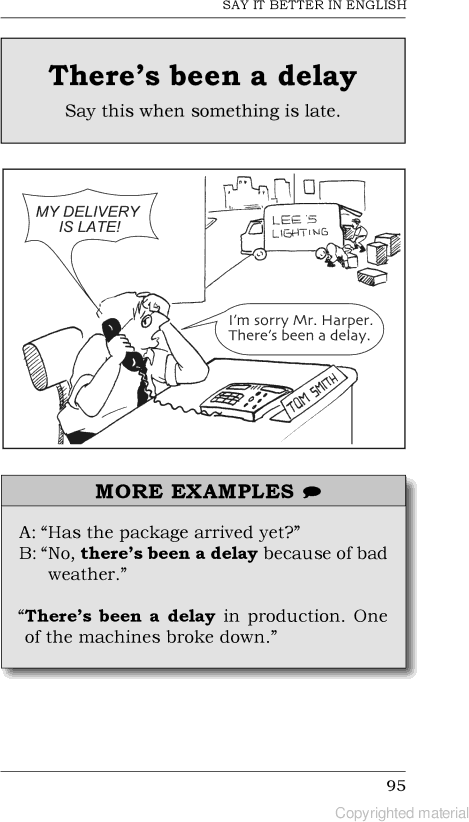 SAY IT BETTER IN ENGLISH
There's been a delay
Say this when something is late.
MY DELIVERY
IS LATE!
LEE'S
LIGHTING
I'm sorry Mr. Harper.
There's been a delay.
TOM SMITH
MORE EXAMPLES
A: “Has the package arrived yet?”
B: “No, there's been a delay because of bad
weather.”
“There's been a delay in production. One
of the machines broke down.”
95
Copyrighted material